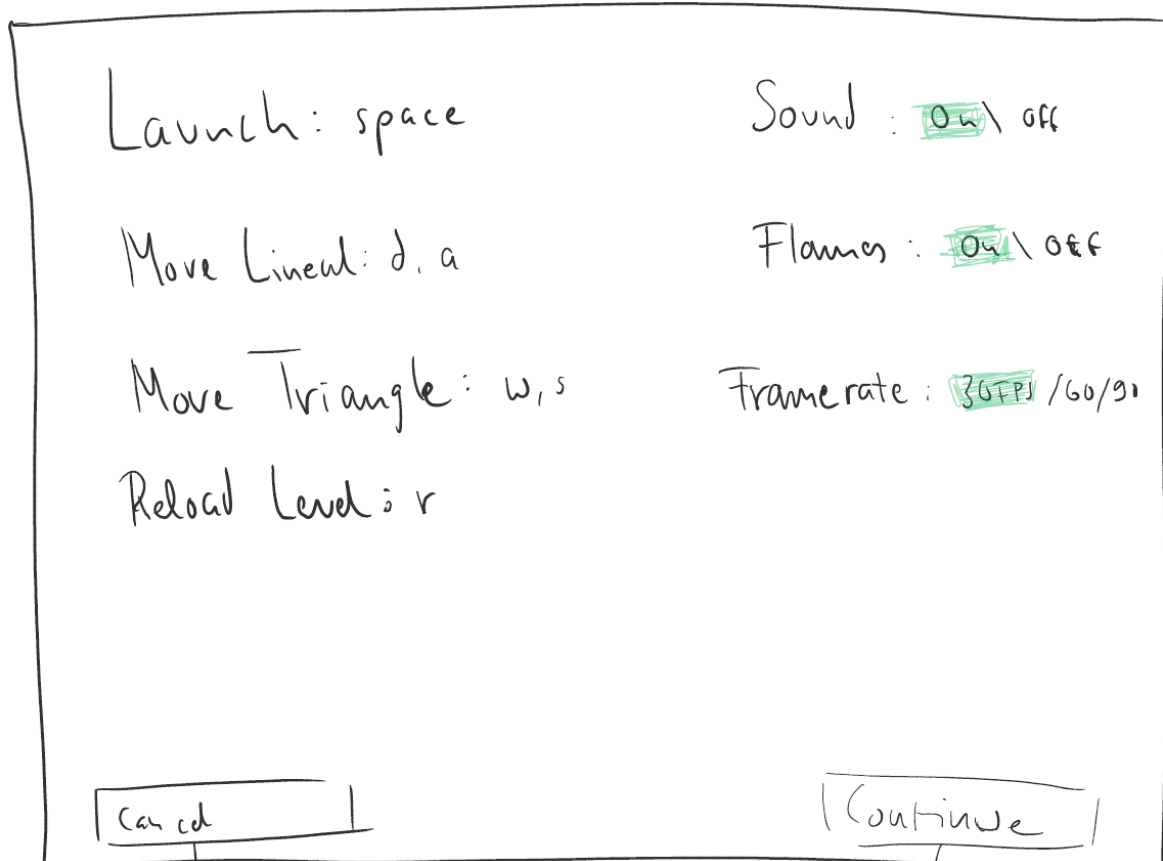 Launch: space
Move Lineal: d, a
Move Triangle: w, s
Reload Level: r
Sound : On \ Off
Flames : On \ Off
Framerate : 30FPS /60/90
Cancel
Continue